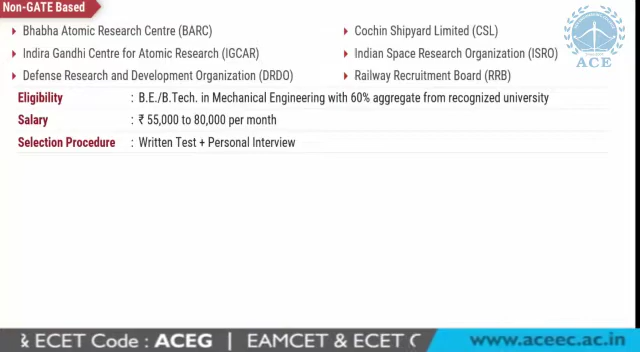 Non-GATE Based
Bhabha Atomic Research Centre (BARC)
Cochin Shipyard Limited (CSL)
Indira Gandhi Centre for Atomic Research (IGCAR)
Indian Space Research Organization (ISRO)
Defense Research and Development Organization (DRDO)
Railway Recruitment Board (RRB)
ACE
Eligibility : B.E./B.Tech. in Mechanical Engineering with 60% aggregate from recognized university
Salary : ₹ 55,000 to 80,000 per month
Selection Procedure : Written Test + Personal Interview
& ECET Code : ACEG | EAMCET & ECET C
www.aceec.ac.in